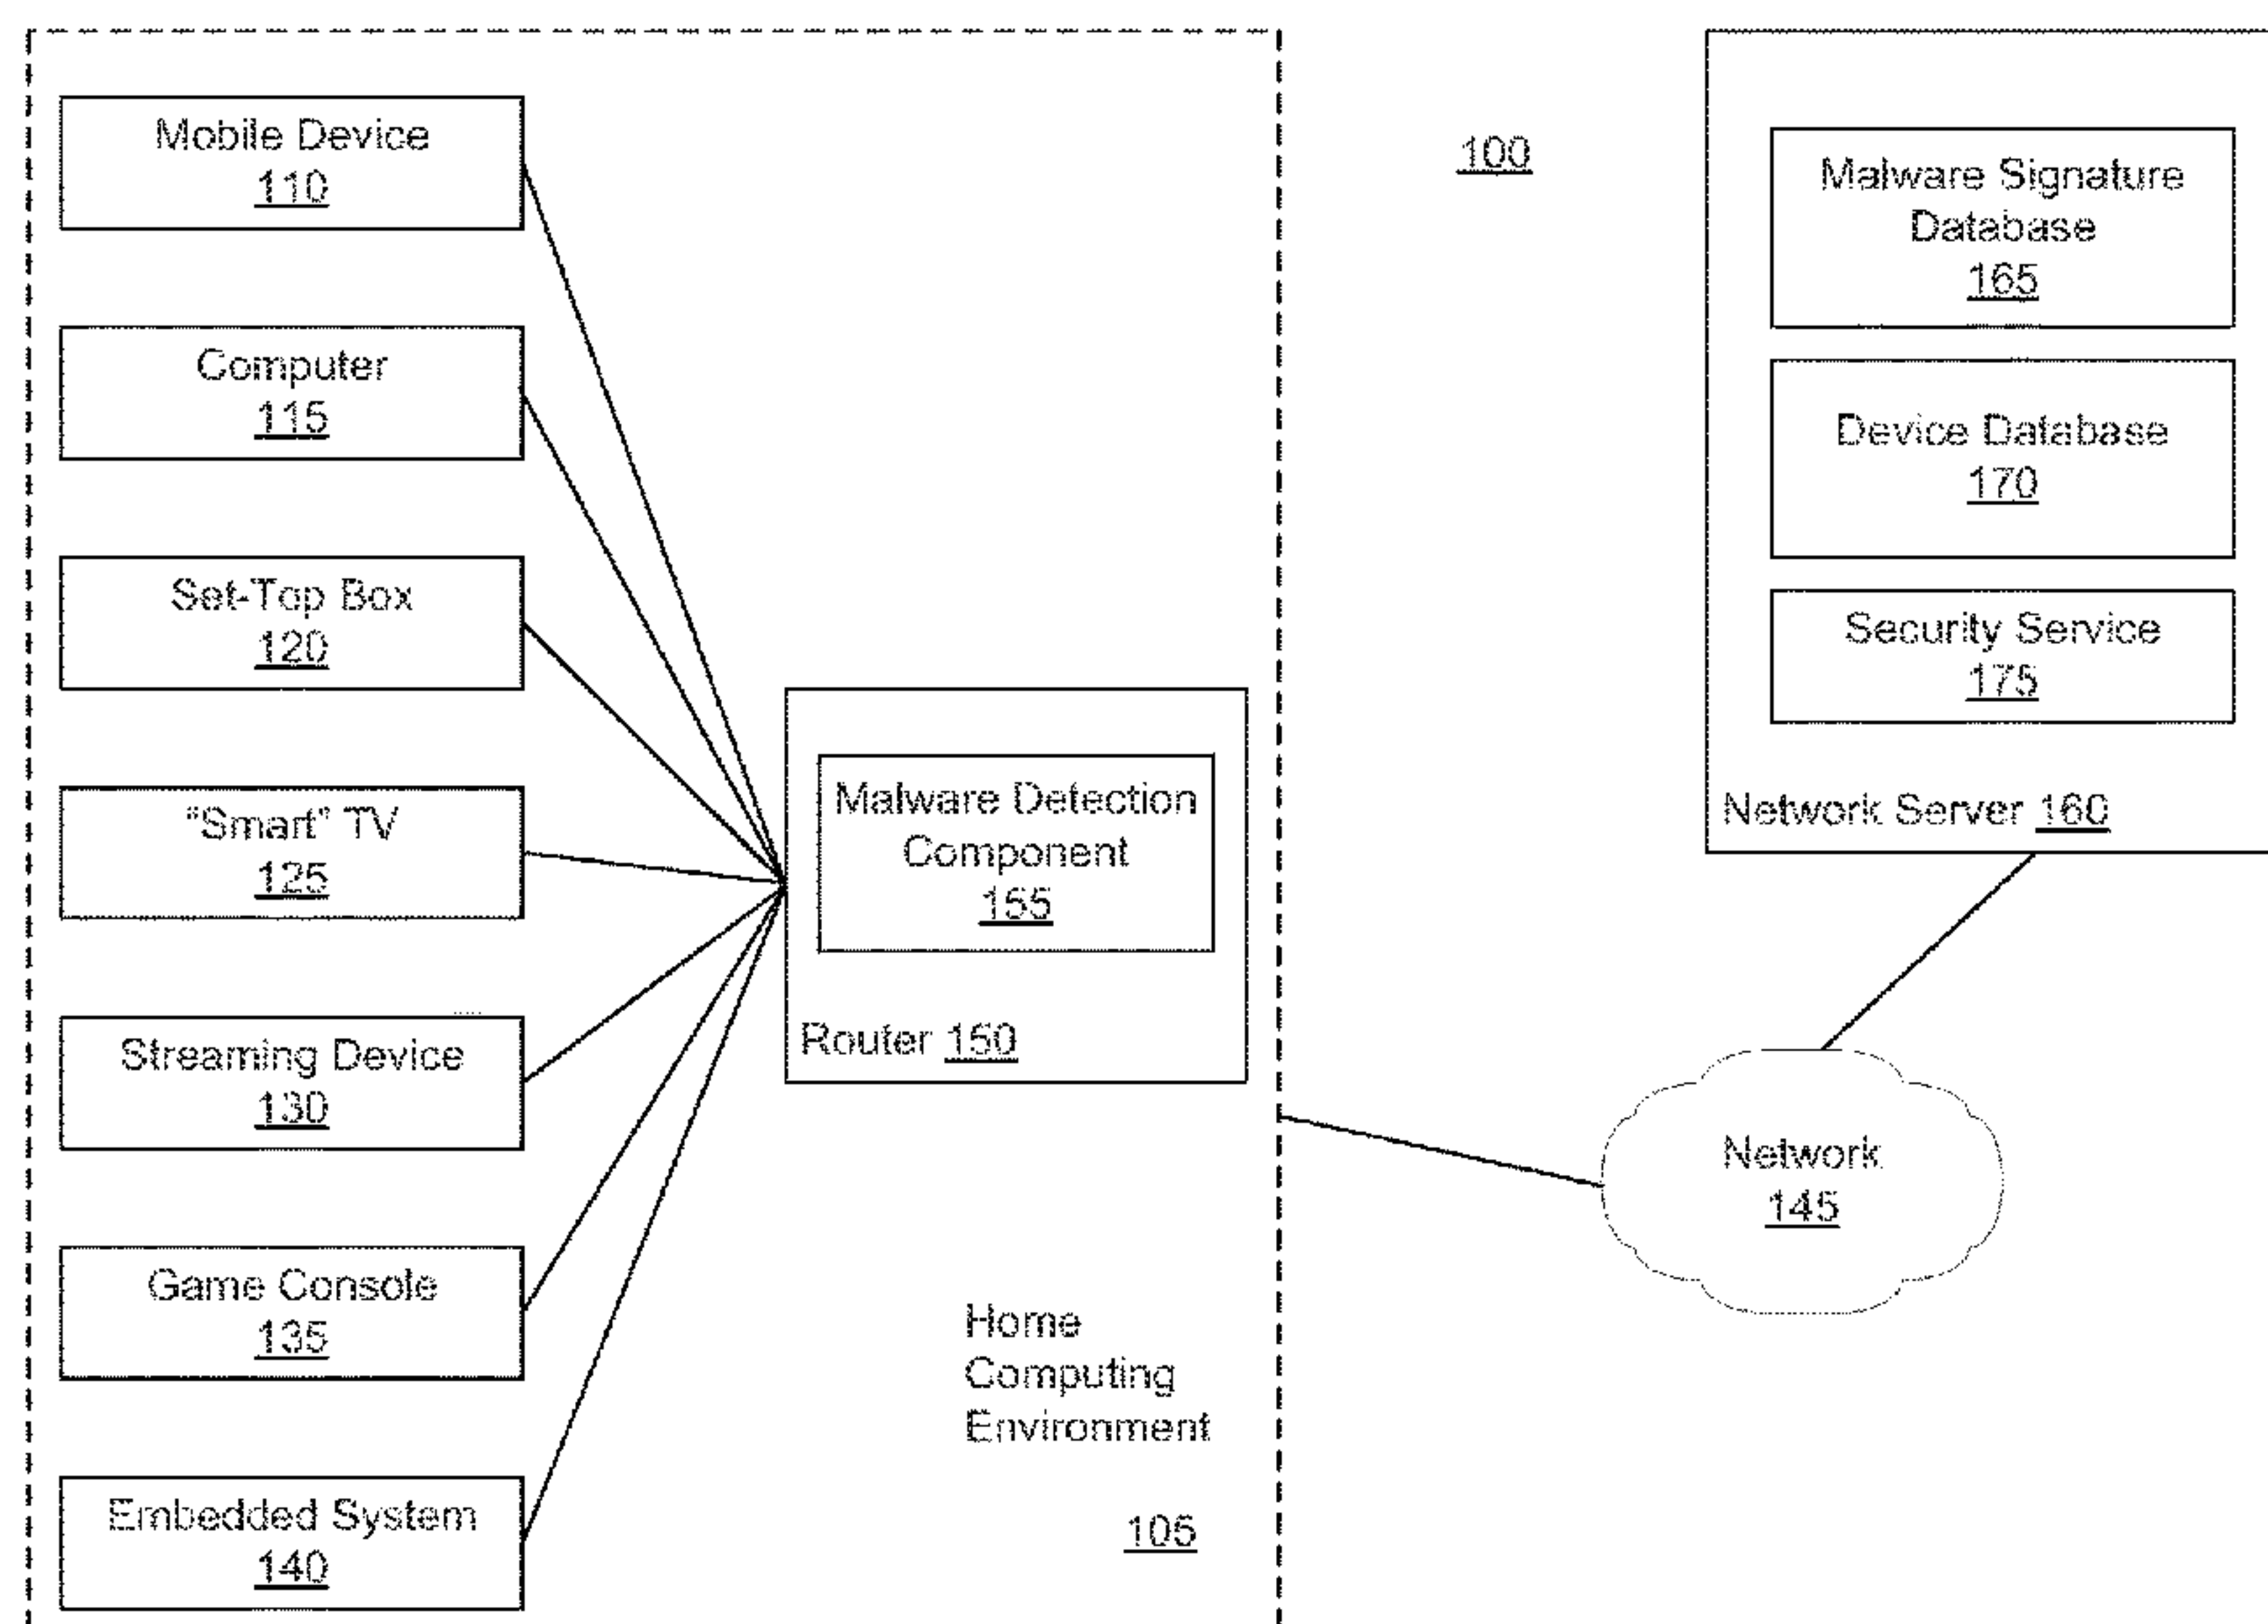 Mobile Device
110
Computer
115
Set-Top Box
120
"Smart" TV
125
Streaming Device
130
Game Console
135
Embedded System
140
Malware Detection
Component
155
Router 150
Home
Computing
Environment
105
100
Malware Signature
Database
165
Device Database
170
Security Service
175
Network Server 160
Network
145